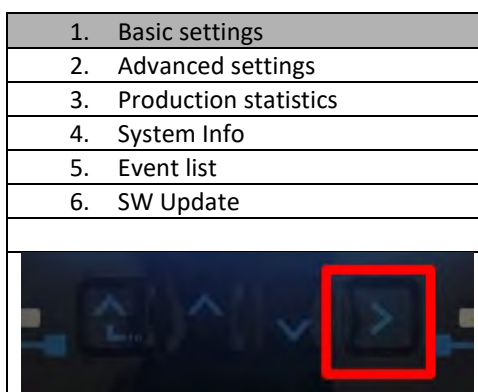 1. Basic settings
2. Advanced settings
3. Production statistics
4. System Info
5. Event list
6. SW Update